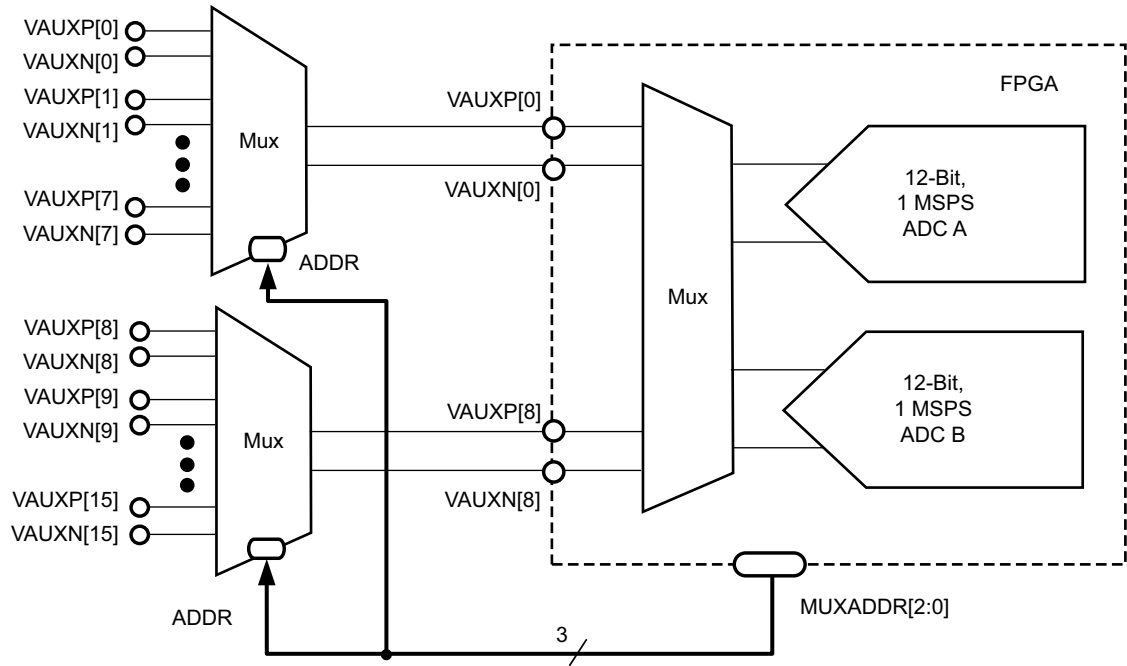 VAUXP[0]
VAUXN[0]
VAUXP[1]
VAUXN[1]
VAUXP[7]
VAUXN[7]
Mux
ADDR
VAUXP[8]
VAUXN[8]
VAUXP[9]
VAUXN[9]
VAUXP[15]
VAUXN[15]
Mux
ADDR
VAUXP[0]
VAUXN[0]
VAUXP[8]
VAUXN[8]
FPGA
Mux
12-Bit,
1 MSPS
ADC A
12-Bit,
1 MSPS
ADC B
MUXADDR[2:0]
3